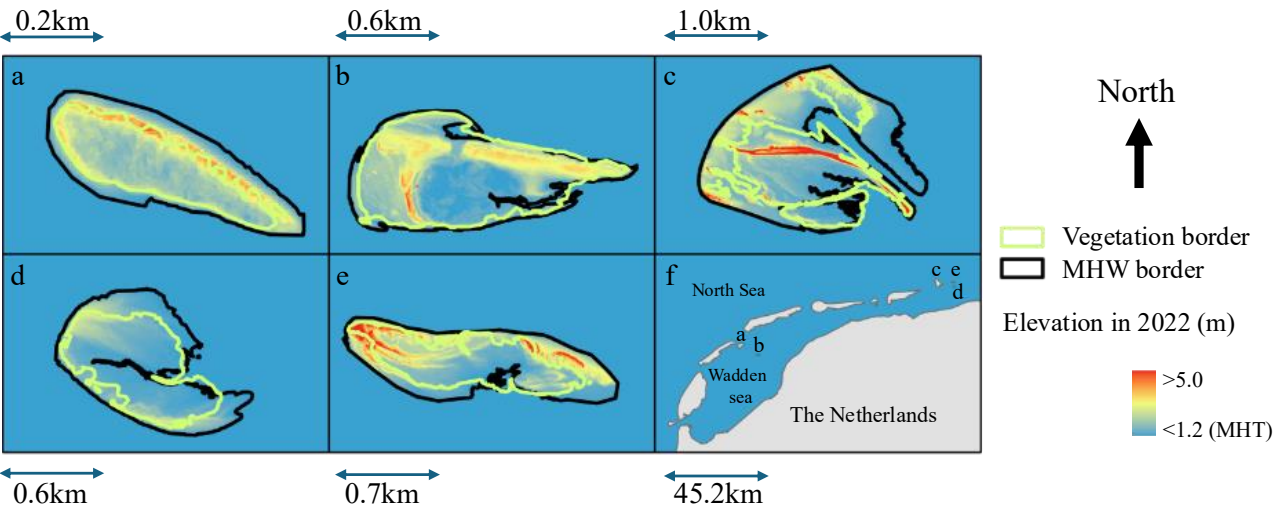 0.2km
0.6km
1.0km
a
b
c
North
Vegetation border
MHW border
d
e
f
c e
d
North Sea
a
b
Wadden
sea
The Netherlands
Elevation in 2022 (m)
>5.0
<1.2 (MHT)
0.6km
0.7km
45.2km